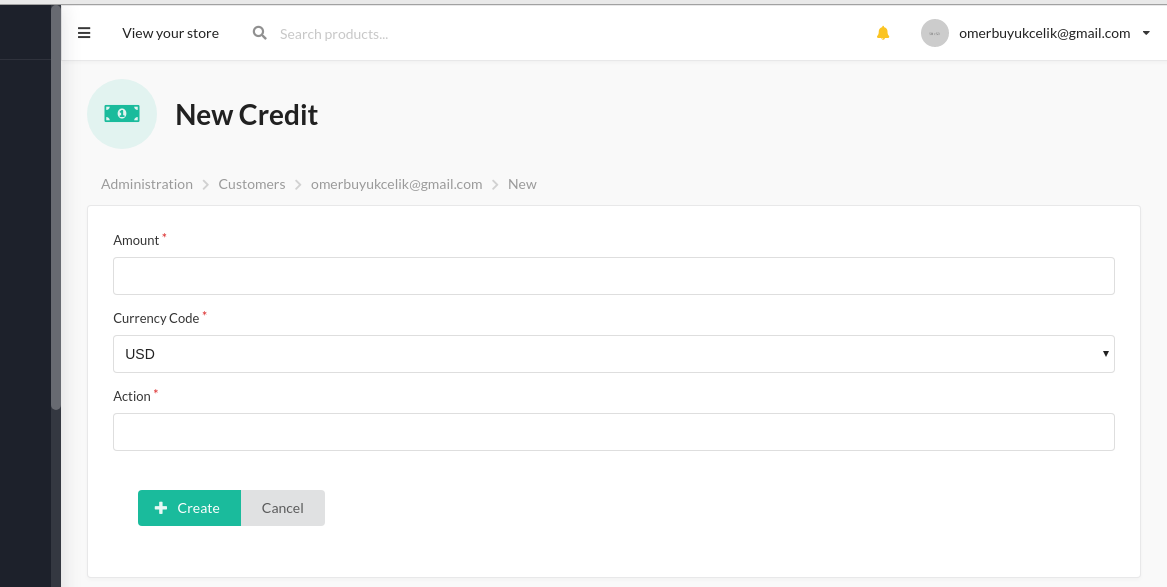 View your store
Search products...
omerbuyukcelik@gmail.com
New Credit
Administration > Customers > omerbuyukcelik@gmail.com > New
Amount *
Currency Code *
USD
Action *
Create
Cancel